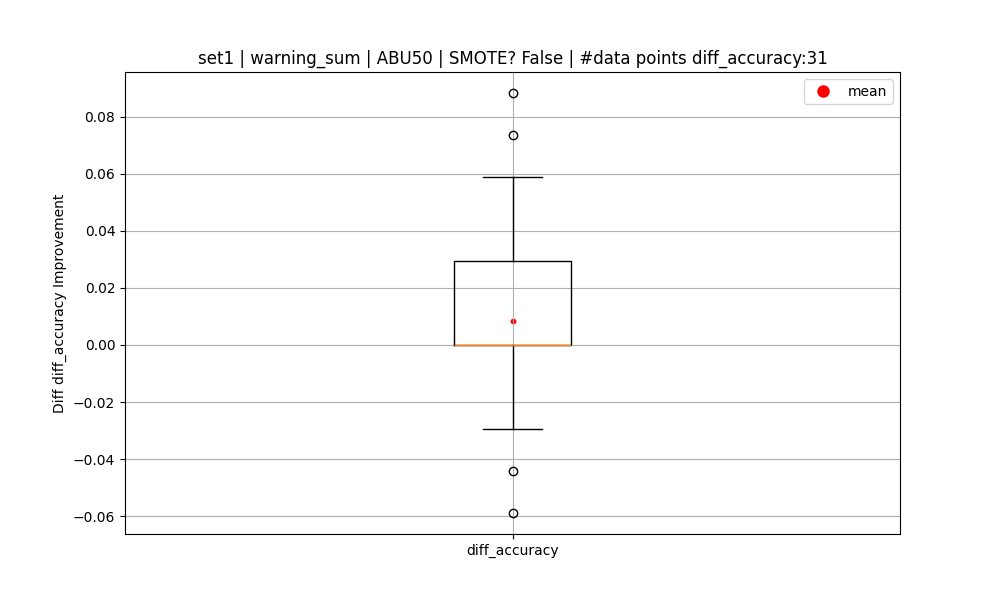 set1 | warning_sum | ABU50 | SMOTE? False | #data points diff_accuracy:31
mean
0.08
0.06
0.04
0.02
0.00
−0.02
−0.04
−0.06
Diff diff_accuracy Improvement
diff_accuracy